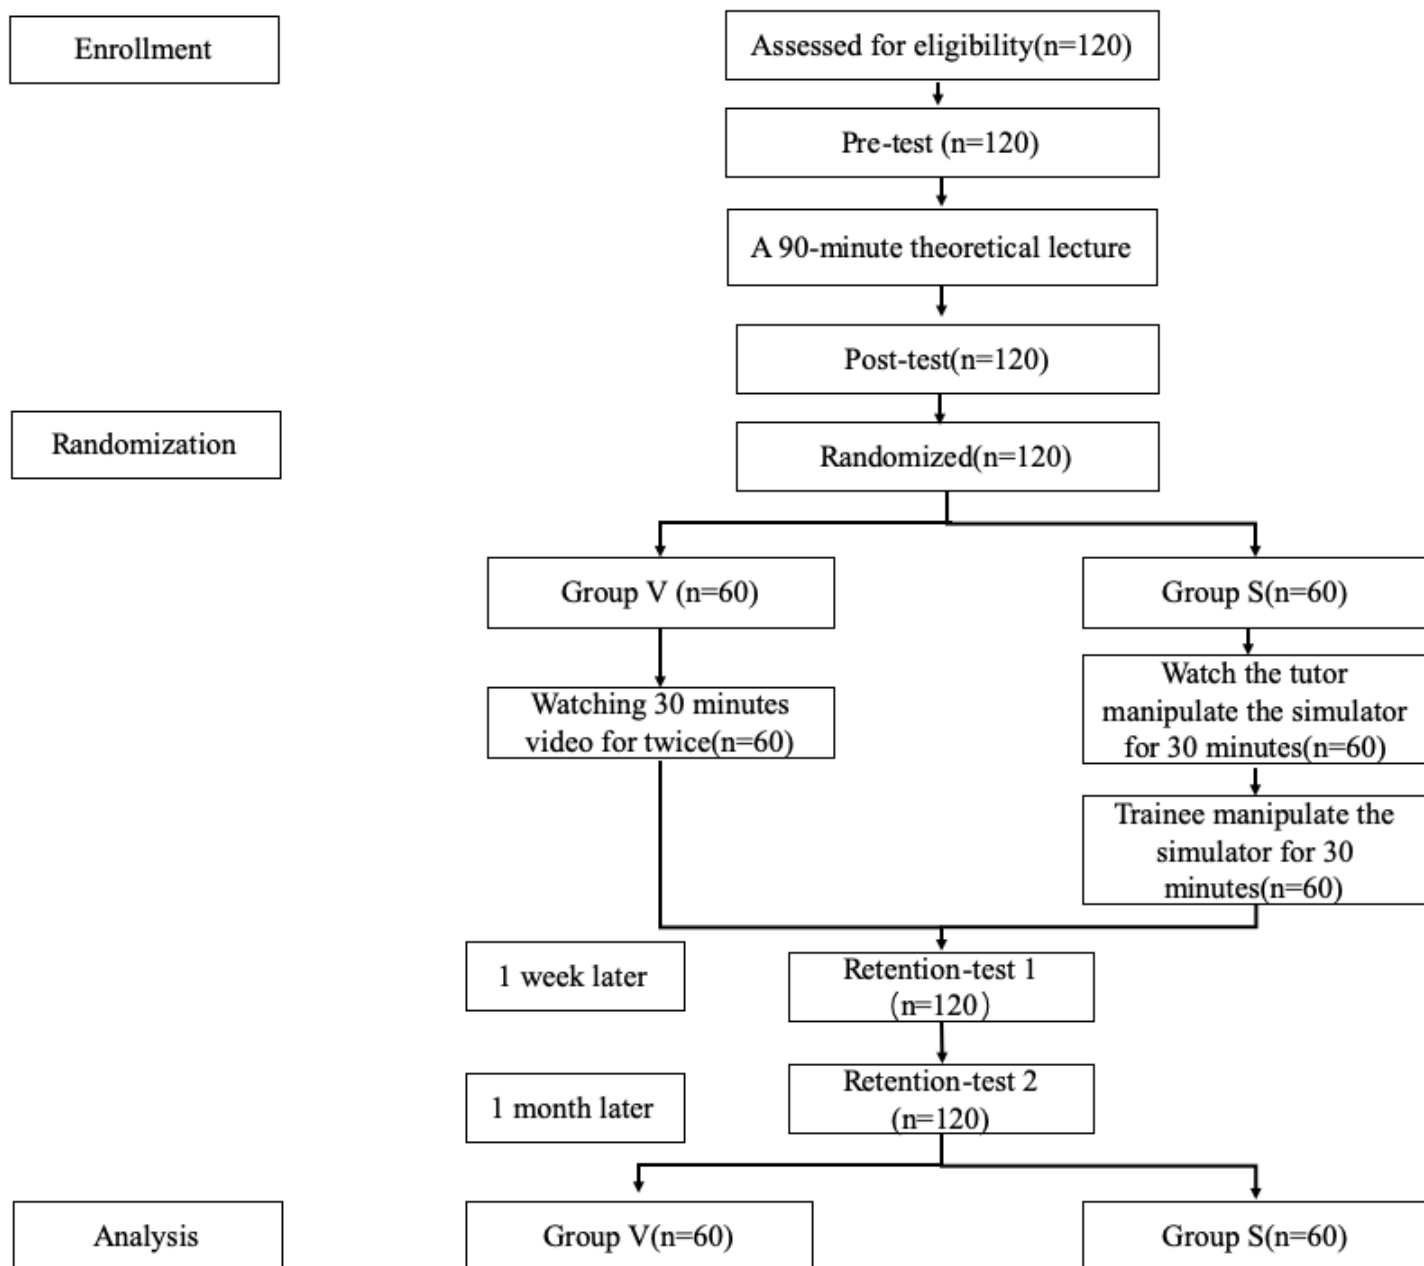 Enrollment
Assessed for eligibility(n=120)
Pre-test (n=120)
A 90-minute theoretical lecture
Post-test(n=120)
Randomization
Randomized(n=120)
Group V (n=60)
Group S(n=60)
Watching 30 minutes
video for twice(n=60)
Watch the tutor
manipulate the simulator
for 30 minutes(n=60)
Trainee manipulate the
simulator for 30
minutes(n=60)
1 week later
Retention-test 1
（n=120）
1 month later
Retention-test 2
(n=120)
Analysis
Group V(n=60)
Group S(n=60)